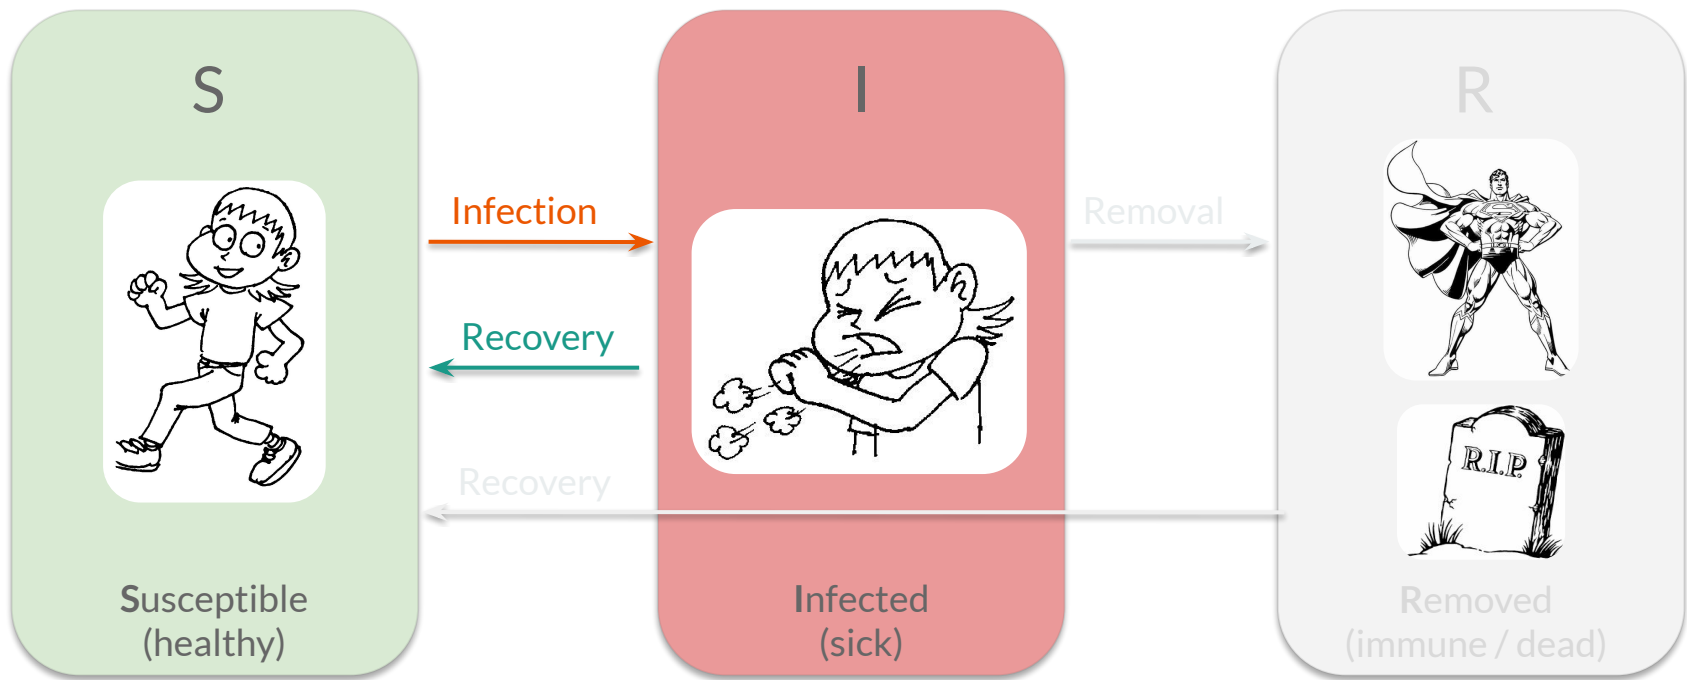 S
I
R
Infection
Removal
Recovery
Recovery
R.I.P.
Susceptible
(healthy)
Infected
(sick)
Removed
(immune / dead)